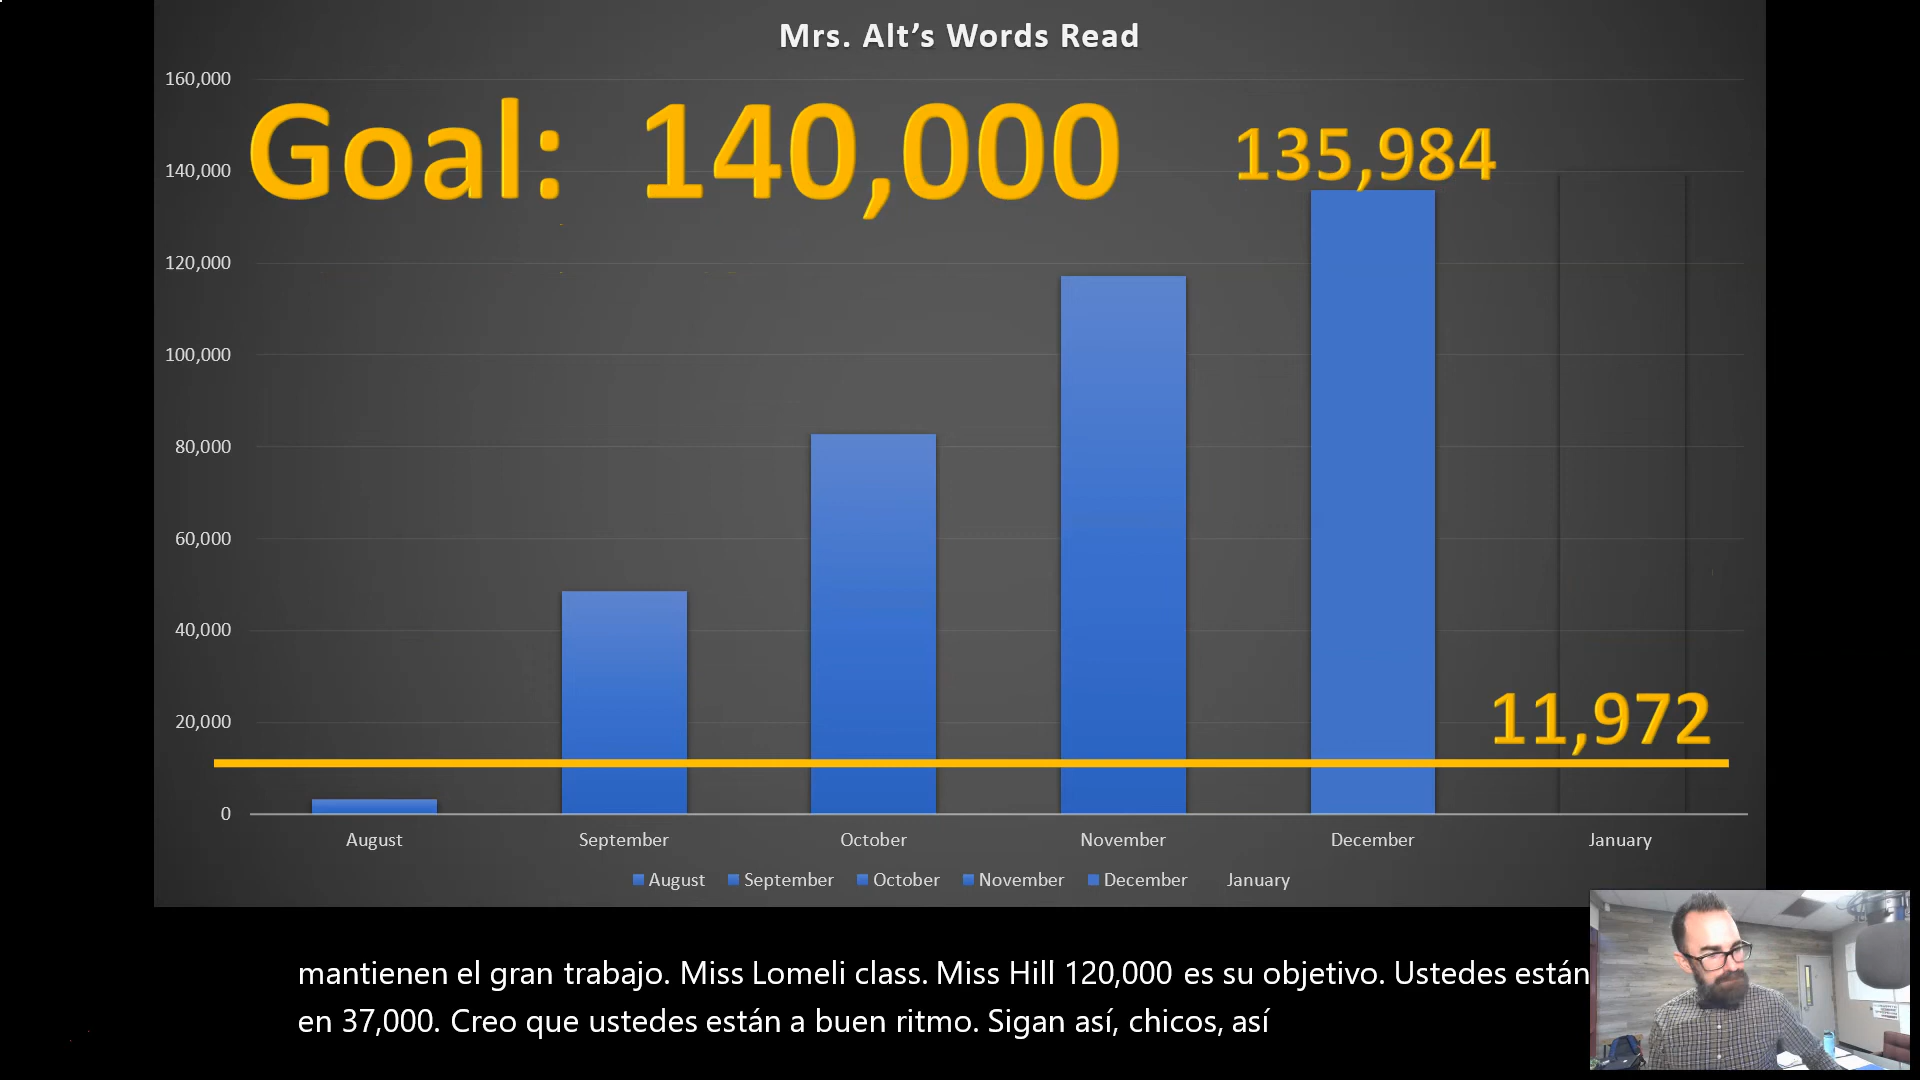 Mrs. Alt’s Words Read
160,000
Goal: 140,000
135,984
140,000
120,000
100,000
80,000
60,000
40,000
20,000
11,972
0
August September October November December January
August September October November December January
mantienen el gran trabajo. Miss Lomeli class. Miss Hill 120,000 es su objetivo. Ustedes están
en 37,000. Creo que ustedes están a buen ritmo. Sigan así, chicos, así